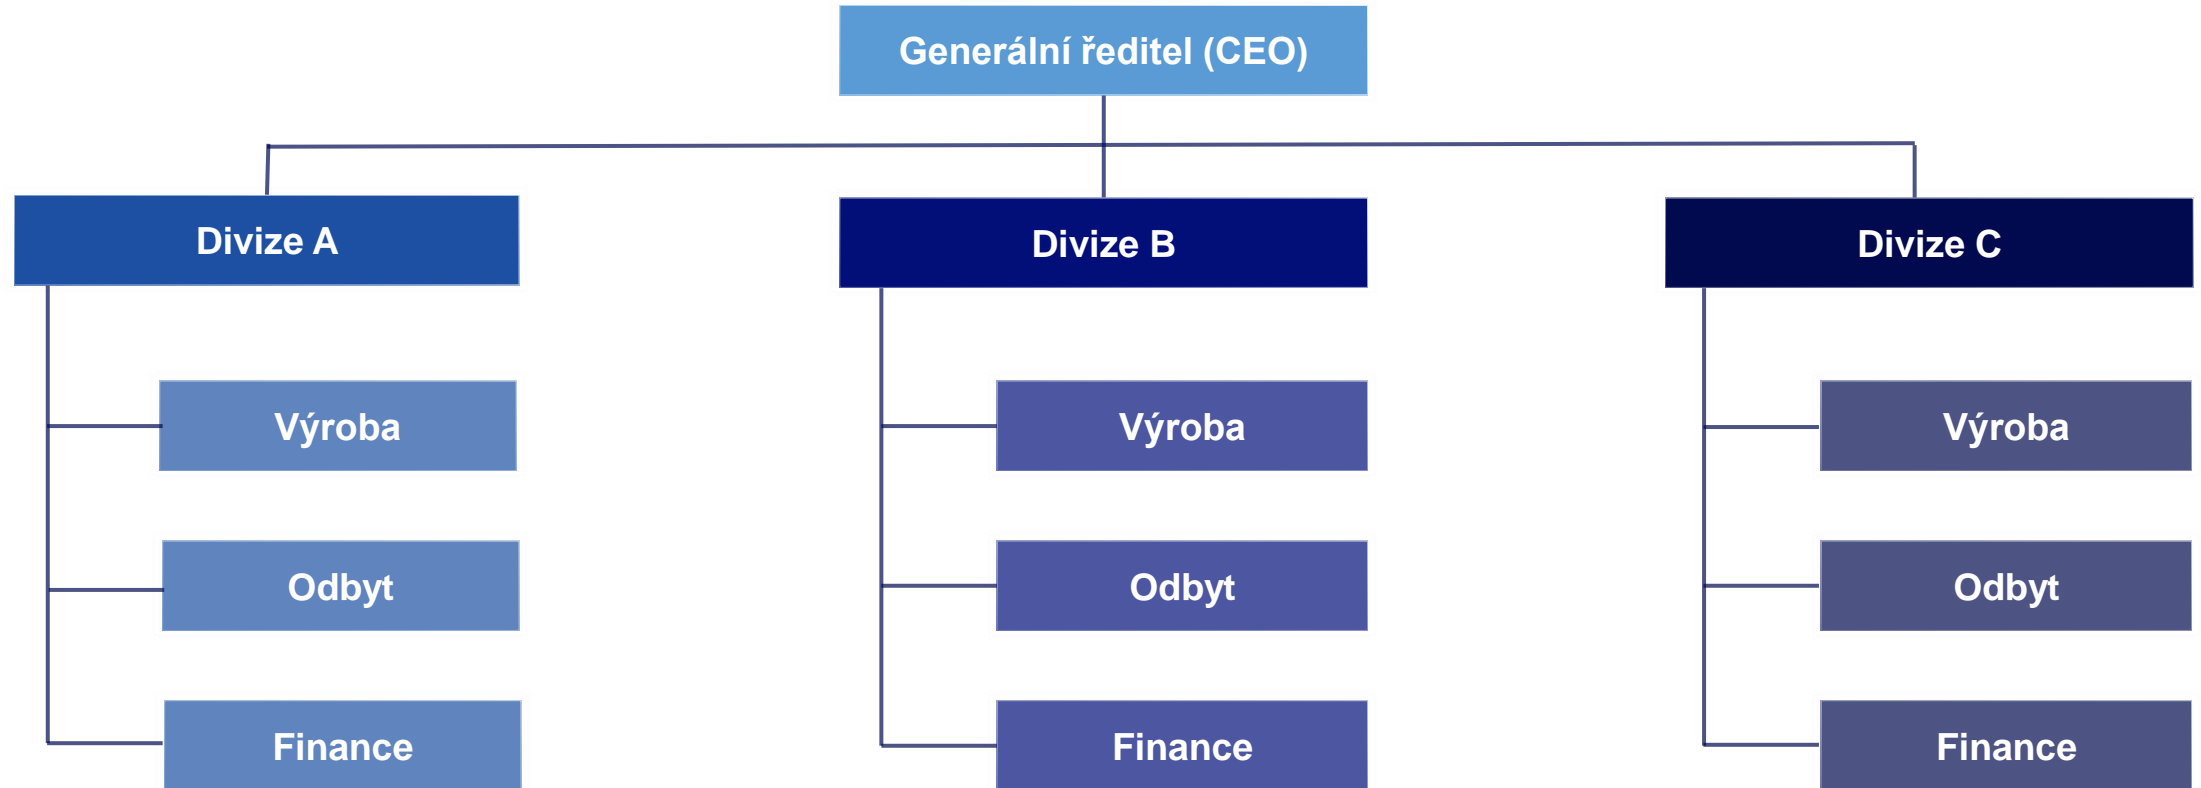 Generální ředitel (CEO)
Divize A
Divize B
Divize C
Výroba
Výroba
Výroba
Odbyt
Odbyt
Odbyt
Finance
Finance
Finance